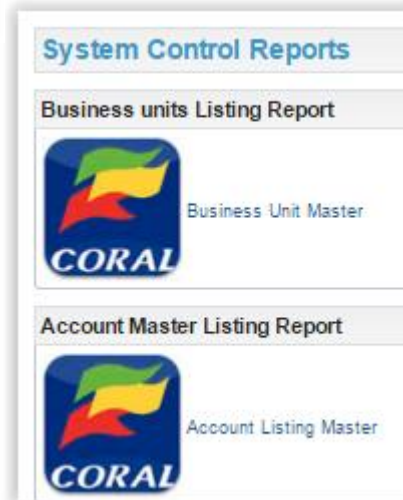 System Control Reports
Business units Listing Report
Business Unit Master
CORAL
Account Master Listing Report
Account Listing Master
CORAL